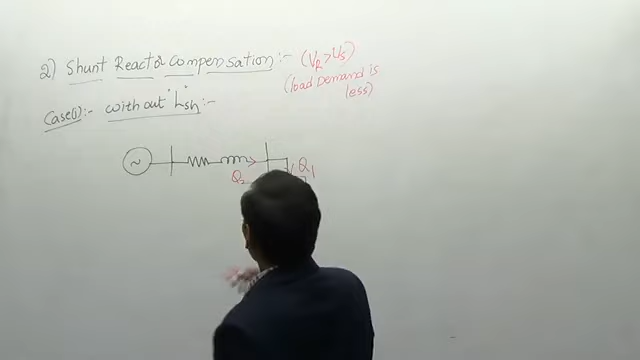 2) Shunt Reactor Compensation :- (VR > VS)
(load Demand is
less)
Case(i):- without "Lsh":-
~
Q2 Q1